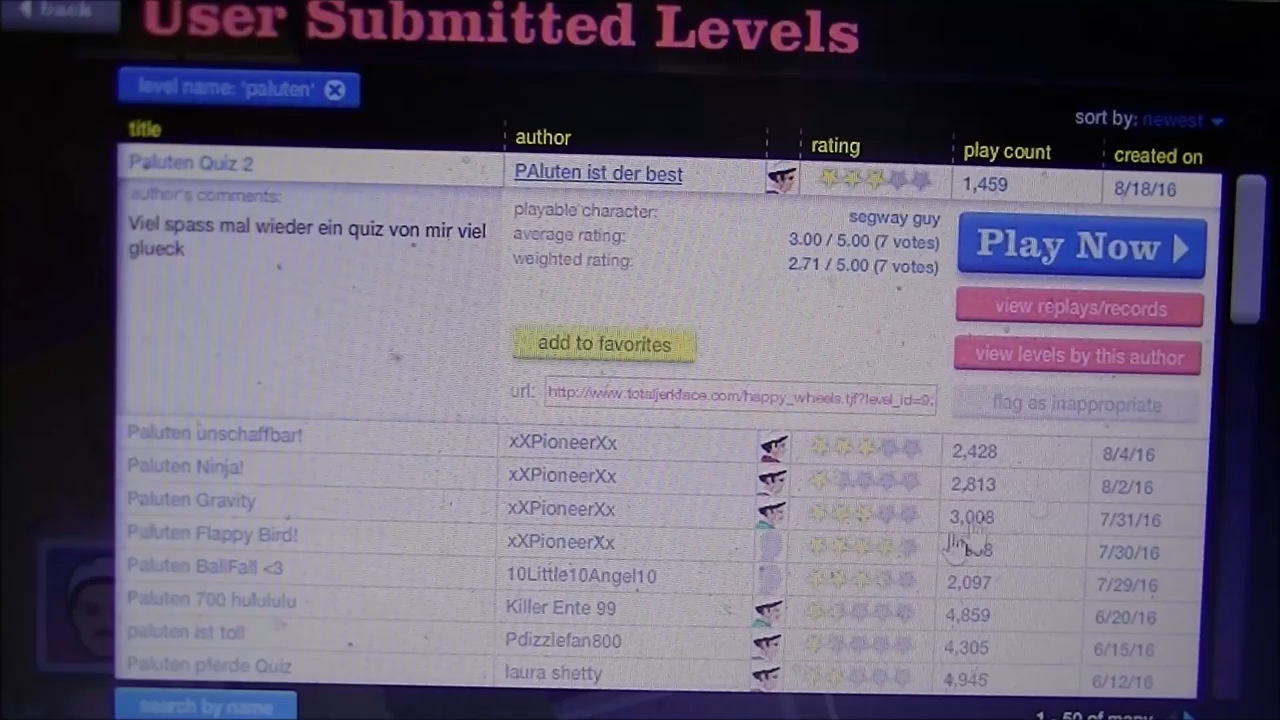 back
User Submitted Levels
level name: 'paluten'
sort by: newest
title author rating play count created on
Paluten Quiz 2 PAluten ist der best 1,459 8/18/16
author's comments:
Viel spass mal wieder ein quiz von mir viel
glueck
playable character: segway guy
average rating: 3.00 / 5.00 (7 votes)
weighted rating: 2.71 / 5.00 (7 votes)
Play Now
view replays/records
add to favorites
view levels by this author
url: http://www.totaljerkface.com/happy_wheels.tjf?level_id=9;
flag as inappropriate
Paluten unschaffbar! xXPioneerXx 2,428 8/4/16
Paluten Ninja! xXPioneerXx 2,813 8/2/16
Paluten Gravity xXPioneerXx 3,008 7/31/16
Paluten Flappy Bird! xXPioneerXx 7/30/16
Paluten BallFall <3 10Little10Angel10 2,097 7/29/16
Paluten 700 hulululu Killer Ente 99 4,859 6/20/16
paluten ist toll Pdizzlefan800 4,305 6/15/16
Paluten pferde Quiz laura shetty 4,945 6/12/16
search by name
1 - 50 of many